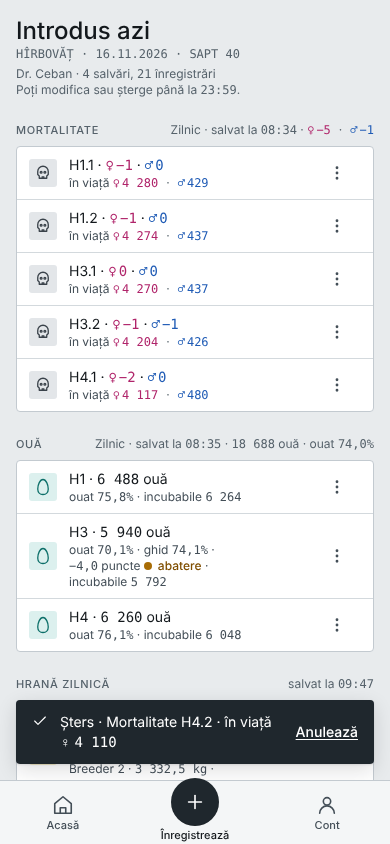 Introdus azi
HÎRBOVĂȚ · 16.11.2026 · SAPT 40
Dr. Ceban · 4 salvări, 21 înregistrări
Poți modifica sau șterge până la 23:59.
MORTALITATE Zilnic · salvat la 08:34 · ♀−5 · ♂−1
H1.1 · ♀−1 · ♂0
în viață ♀4 280 · ♂429
H1.2 · ♀−1 · ♂0
în viață ♀4 274 · ♂437
H3.1 · ♀0 · ♂0
în viață ♀4 270 · ♂437
H3.2 · ♀−1 · ♂−1
în viață ♀4 204 · ♂426
H4.1 · ♀−2 · ♂0
în viață ♀4 117 · ♂480
OUĂ Zilnic · salvat la 08:35 · 18 688 ouă · ouat 74,0%
H1 · 6 488 ouă
ouat 75,8% · incubabile 6 264
H3 · 5 940 ouă
ouat 70,1% · ghid 74,1% ·
−4,0 puncte abatere ·
incubabile 5 792
H4 · 6 260 ouă
ouat 76,1% · incubabile 6 048
HRANĂ ZILNICĂ salvat la 09:47
Șters · Mortalitate H4.2 · în viață
♀ 4 110
Anulează
Breeder 2 · 3 332,5 kg ·
Acasă
Înregistrează
Cont